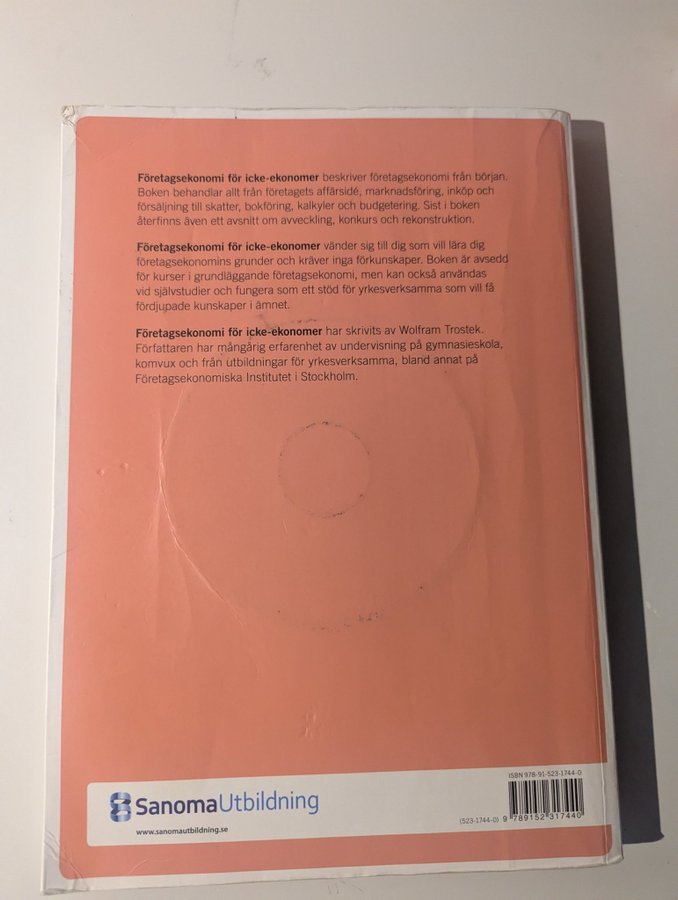 Företagsekonomi för icke-ekonomer beskriver företagsekonomi från början.
Boken behandlar allt från företagets affärsidé, marknadsföring, inköp och
försäljning till skatter, bokföring, kalkyler och budgetering. Sist i boken
återfinns även ett avsnitt om avveckling, konkurs och rekonstruktion.
Företagsekonomi för icke-ekonomer vänder sig till dig som vill lära dig
företagsekonomins grunder och kräver inga förkunskaper. Boken är avsedd
för kurser i grundläggande företagsekonomi, men kan också användas
vid självstudier och fungera som ett stöd för yrkesverksamma som vill få
fördjupade kunskaper i ämnet.
Företagsekonomi för icke-ekonomer har skrivits av Wolfram Trostek.
Författaren har mångårig erfarenhet av undervisning på gymnasieskola,
komvux och från utbildningar för yrkesverksamma, bland annat på
Företagsekonomiska Institutet i Stockholm.
SanomaUtbildning
www.sanomautbildning.se
ISBN 978-91-523-1744-0
(523-1744-0) 9 789152 317440